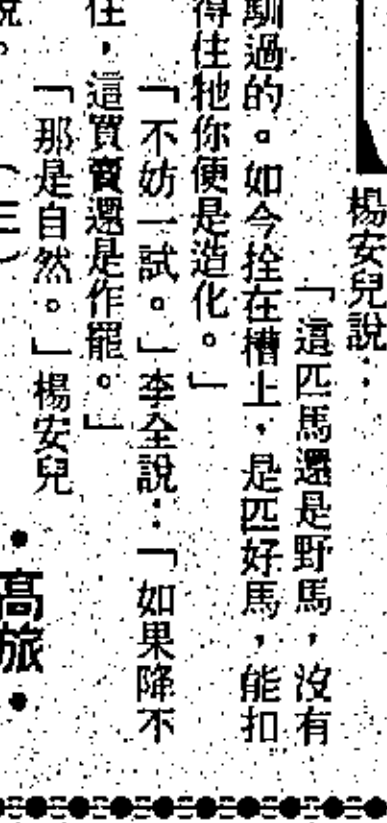 楊安兒說:
「這匹馬還是野馬,沒有
馴過的。如今拴在槽上,是匹好馬,能扣
得住牠你便是造化。」
「不妨一試。」李全說:「如果降不
住,這買賣還是作罷。」
「那是自然。」楊安兒
說。
(三)
·高旅·